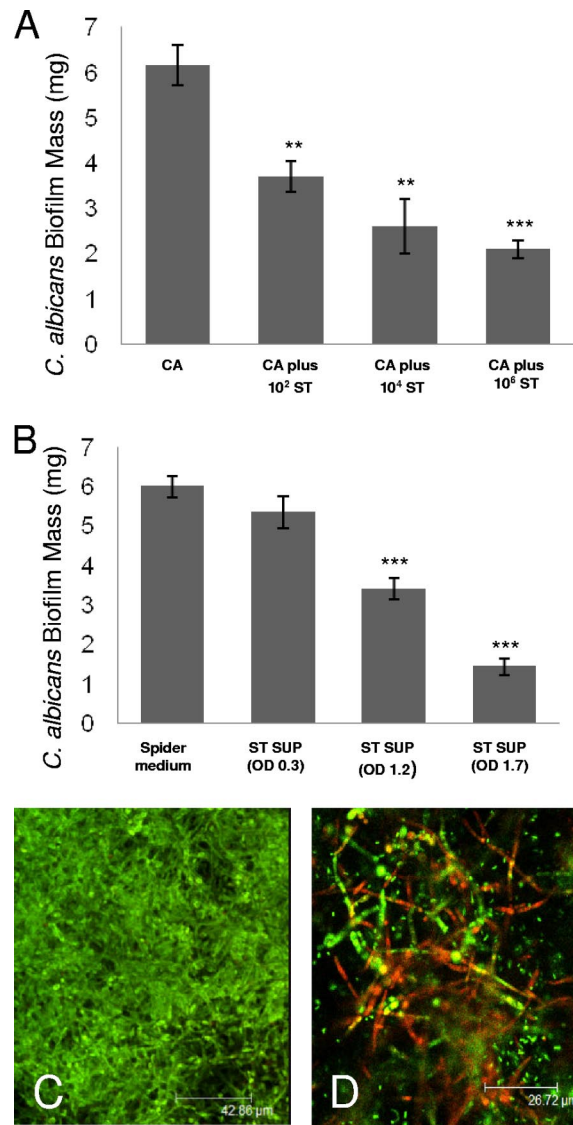 A
C. albicans Biofilm Mass (mg)
7
6
5
4
3
2
1
0
**
**
***
CA
CA plus
10² ST
CA plus
10⁴ ST
CA plus
10⁶ ST
B
C. albicans Biofilm Mass (mg)
7
6
5
4
3
2
1
0
***
***
Spider
medium
ST SUP
(OD 0.3)
ST SUP
(OD 1.2)
ST SUP
(OD 1.7)
C
42.86 µm
D
26.72 µm